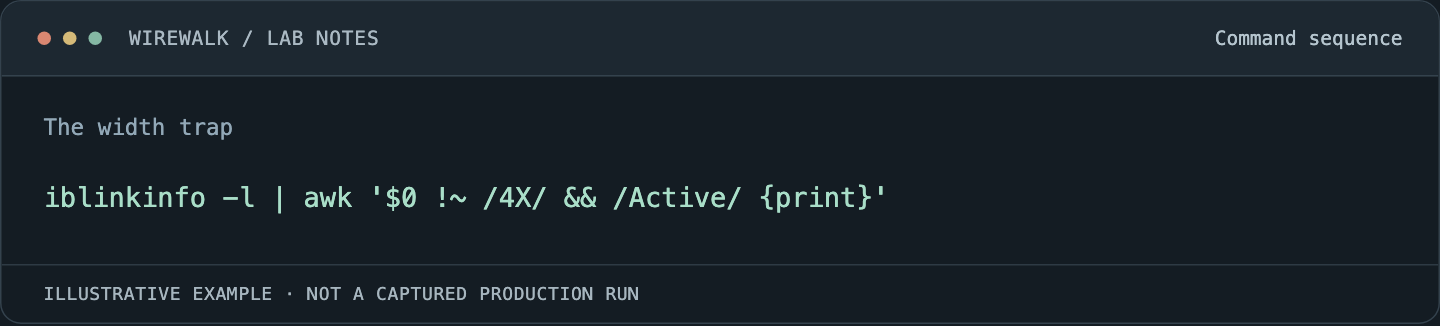 WIREWALK / LAB NOTES
Command sequence
The width trap
iblinkinfo -l | awk '$0 !~ /4X/ && /Active/ {print}'
ILLUSTRATIVE EXAMPLE · NOT A CAPTURED PRODUCTION RUN